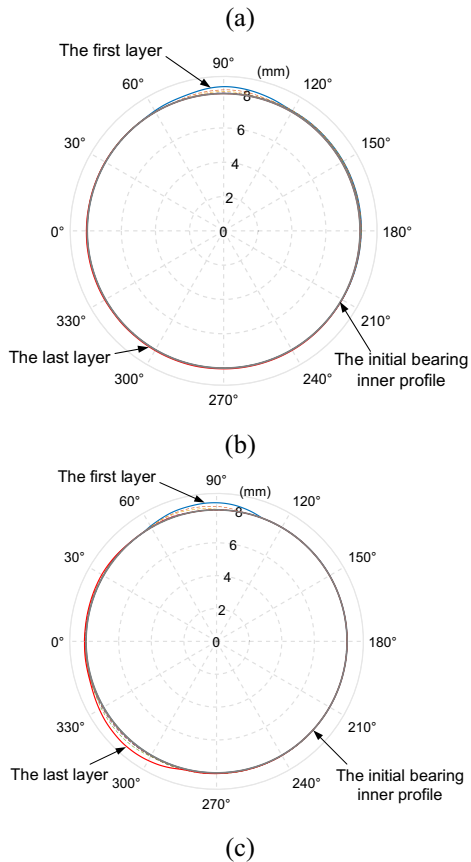 (a)
The first layer
90°
(mm)
60°
120°
8
30°
6
150°
4
2
0°
0
180°
330°
210°
The last layer
The initial bearing
inner profile
300°
240°
270°
(b)
The first layer
90°
(mm)
60°
120°
8
30°
6
150°
4
2
0°
0
180°
330°
210°
The last layer
The initial bearing
inner profile
300°
240°
270°
(c)